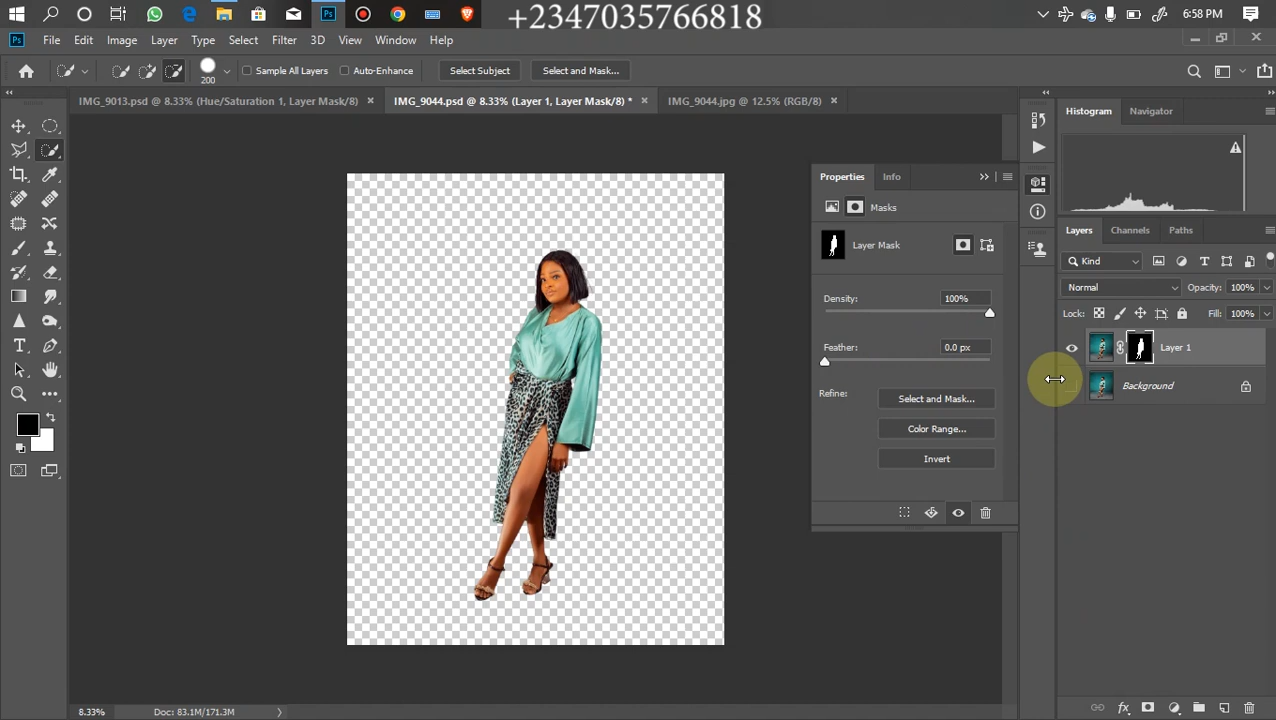 +2347035766818
6:58 PM
Ps
File Edit Image Layer Type Select Filter 3D View Window Help
200
Sample All Layers
Auto-Enhance
Select Subject
Select and Mask...
IMG_9013.psd @ 8.33% (Hue/Saturation 1, Layer Mask/8)
IMG_9044.psd @ 8.33% (Layer 1, Layer Mask/8) *
IMG_9044.jpg @ 12.5% (RGB/8)
Histogram Navigator
Properties Info
Masks
Layer Mask
Density: 100%
Feather: 0.0 px
Refine:
Select and Mask...
Color Range...
Invert
Layers Channels Paths
Kind
Normal
Opacity: 100%
Lock:
Fill: 100%
Layer 1
Background
8.33%
Doc: 83.1M/171.3M